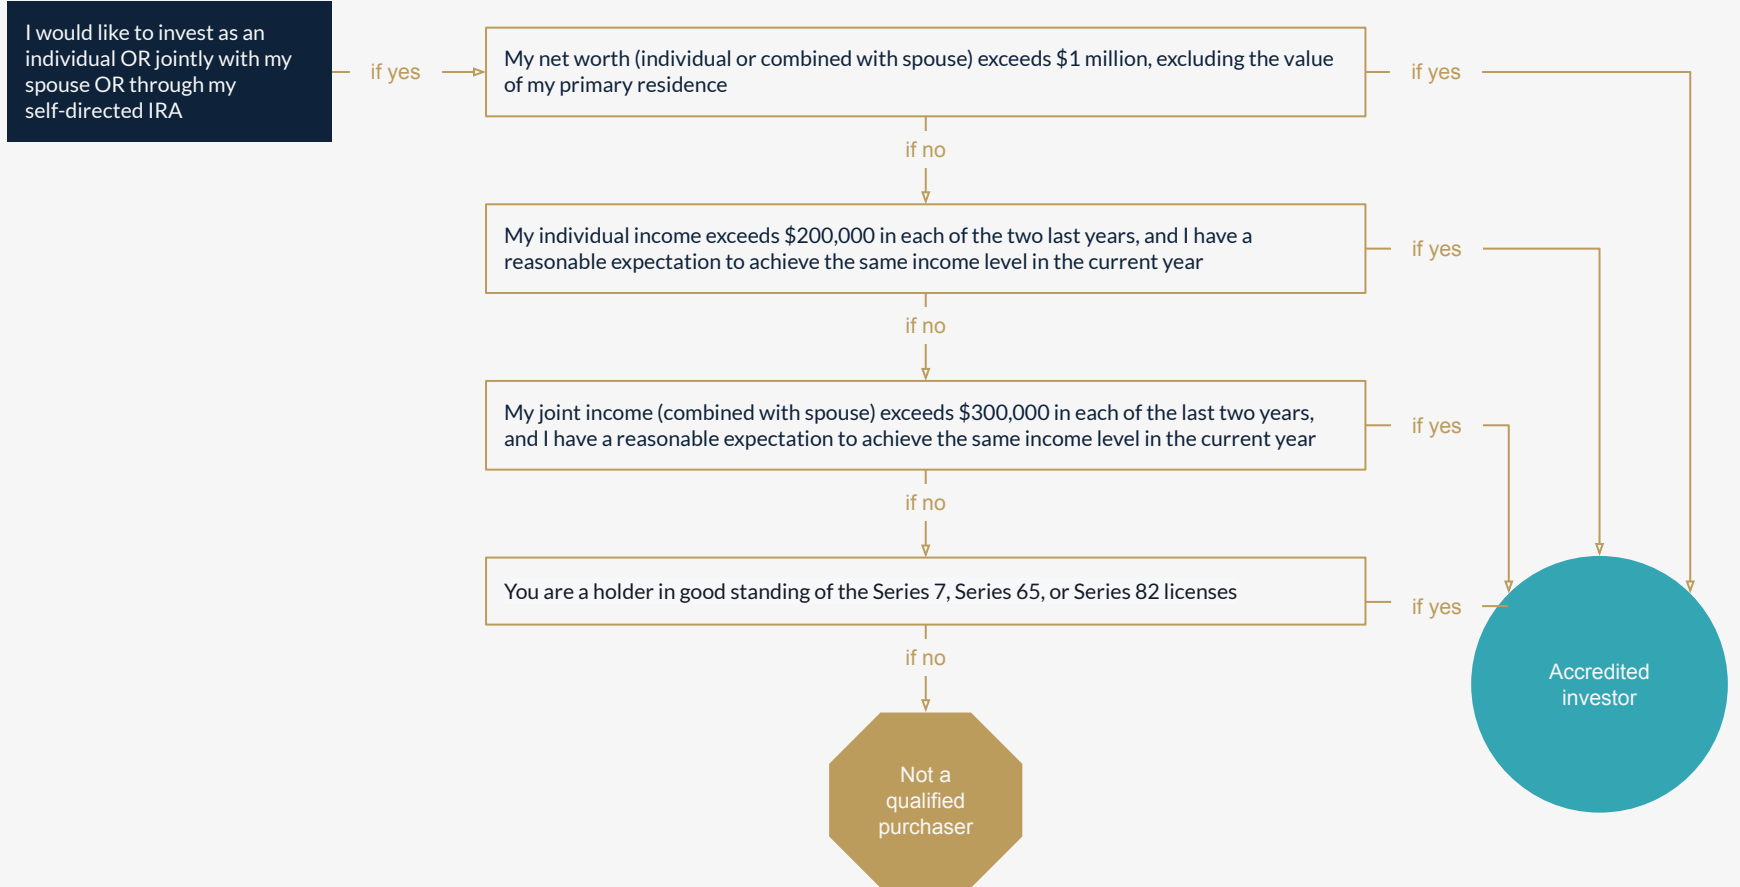 I would like to invest as an
individual OR jointly with my
spouse OR through my
self-directed IRA
if yes
My net worth (individual or combined with spouse) exceeds $1 million, excluding the value
of my primary residence
if yes
if no
My individual income exceeds $200,000 in each of the two last years, and I have a
reasonable expectation to achieve the same income level in the current year
if yes
if no
My joint income (combined with spouse) exceeds $300,000 in each of the last two years,
and I have a reasonable expectation to achieve the same income level in the current year
if yes
if no
You are a holder in good standing of the Series 7, Series 65, or Series 82 licenses
if yes
if no
Accredited
investor
Not a
qualified
purchaser